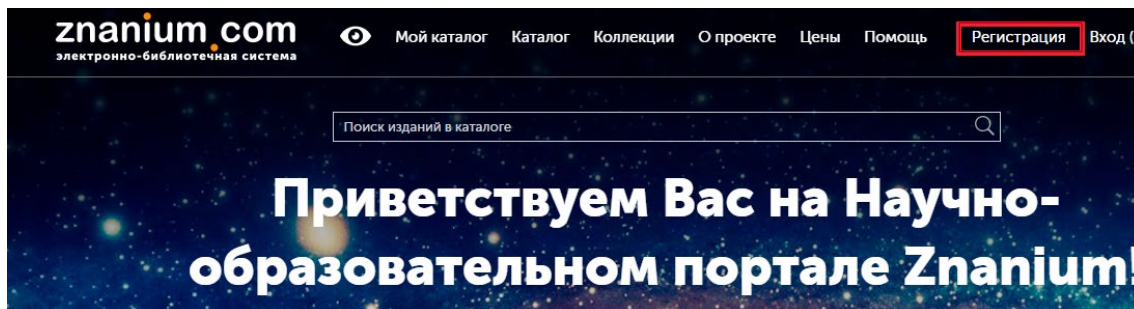 znanium.com
электронно-библиотечная система
Мой каталог Каталог Коллекции О проекте Цены Помощь Регистрация Вход (
Поиск изданий в каталоге
Приветствуем Вас на Научно-
образовательном портале Znanium!